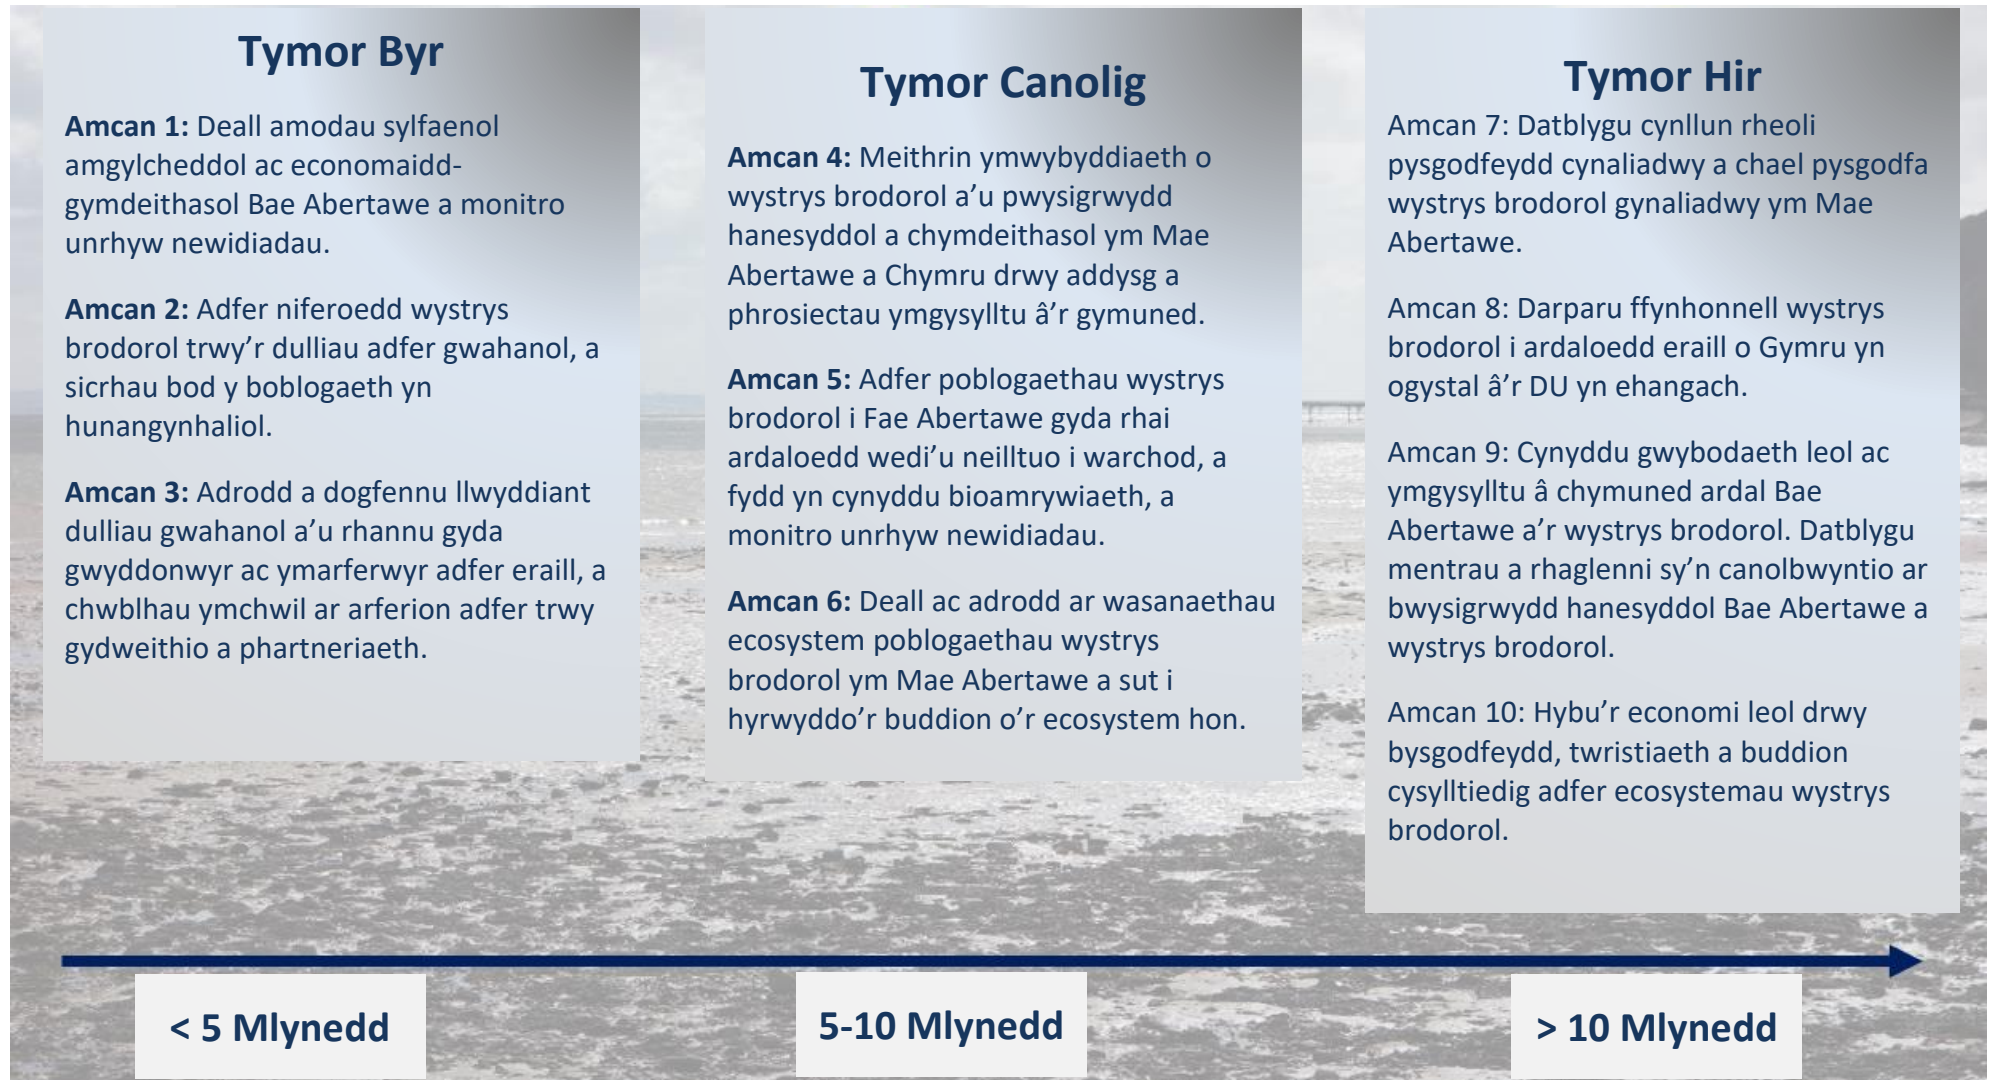 Tymor Byr
Amcan 1: Deall amodau sylfaenol
amgylcheddol ac economaidd-
gymdeithasol Bae Abertawe a monitro
unrhyw newidiadau.
Amcan 2: Adfer niferoedd wystrys
brodorol trwy’r dulliau adfer gwahanol, a
sicrhau bod y boblogaeth yn
hunangynhaliol.
Amcan 3: Adrodd a dogfennu llwyddiant
dulliau gwahanol a’u rhannu gyda
gwyddonwyr ac ymarferwyr adfer eraill, a
chwblhau ymchwil ar arferion adfer trwy
gydweithio a phartneriaeth.
Tymor Canolig
Amcan 4: Meithrin ymwybyddiaeth o
wystrys brodorol a’u pwysigrwydd
hanesyddol a chymdeithasol ym Mae
Abertawe a Chymru drwy addysg a
phrosiectau ymgysylltu â’r gymuned.
Amcan 5: Adfer poblogaethau wystrys
brodorol i Fae Abertawe gyda rhai
ardaloedd wedi’u neilltuo i warchod, a
fydd yn cynyddu bioamrywiaeth, a
monitro unrhyw newidiadau.
Amcan 6: Deall ac adrodd ar wasanaethau
ecosystem poblogaethau wystrys
brodorol ym Mae Abertawe a sut i
hyrwyddo’r buddion o’r ecosystem hon.
Tymor Hir
Amcan 7: Datblygu cynllun rheoli
pysgodfeydd cynaliadwy a chael pysgodfa
wystrys brodorol gynaliadwy ym Mae
Abertawe.
Amcan 8: Darparu ffynhonnell wystrys
brodorol i ardaloedd eraill o Gymru yn
ogystal â’r DU yn ehangach.
Amcan 9: Cynyddu gwybodaeth leol ac
ymgysylltu â chymuned ardal Bae
Abertawe a’r wystrys brodorol. Datblygu
mentrau a rhaglenni sy’n canolbwyntio ar
bwysigrwydd hanesyddol Bae Abertawe a
wystrys brodorol.
Amcan 10: Hybu’r economi leol drwy
bysgodfeydd, twristiaeth a buddion
cysylltiedig adfer ecosystemau wystrys
brodorol.
< 5 Mlynedd
5-10 Mlynedd
> 10 Mlynedd